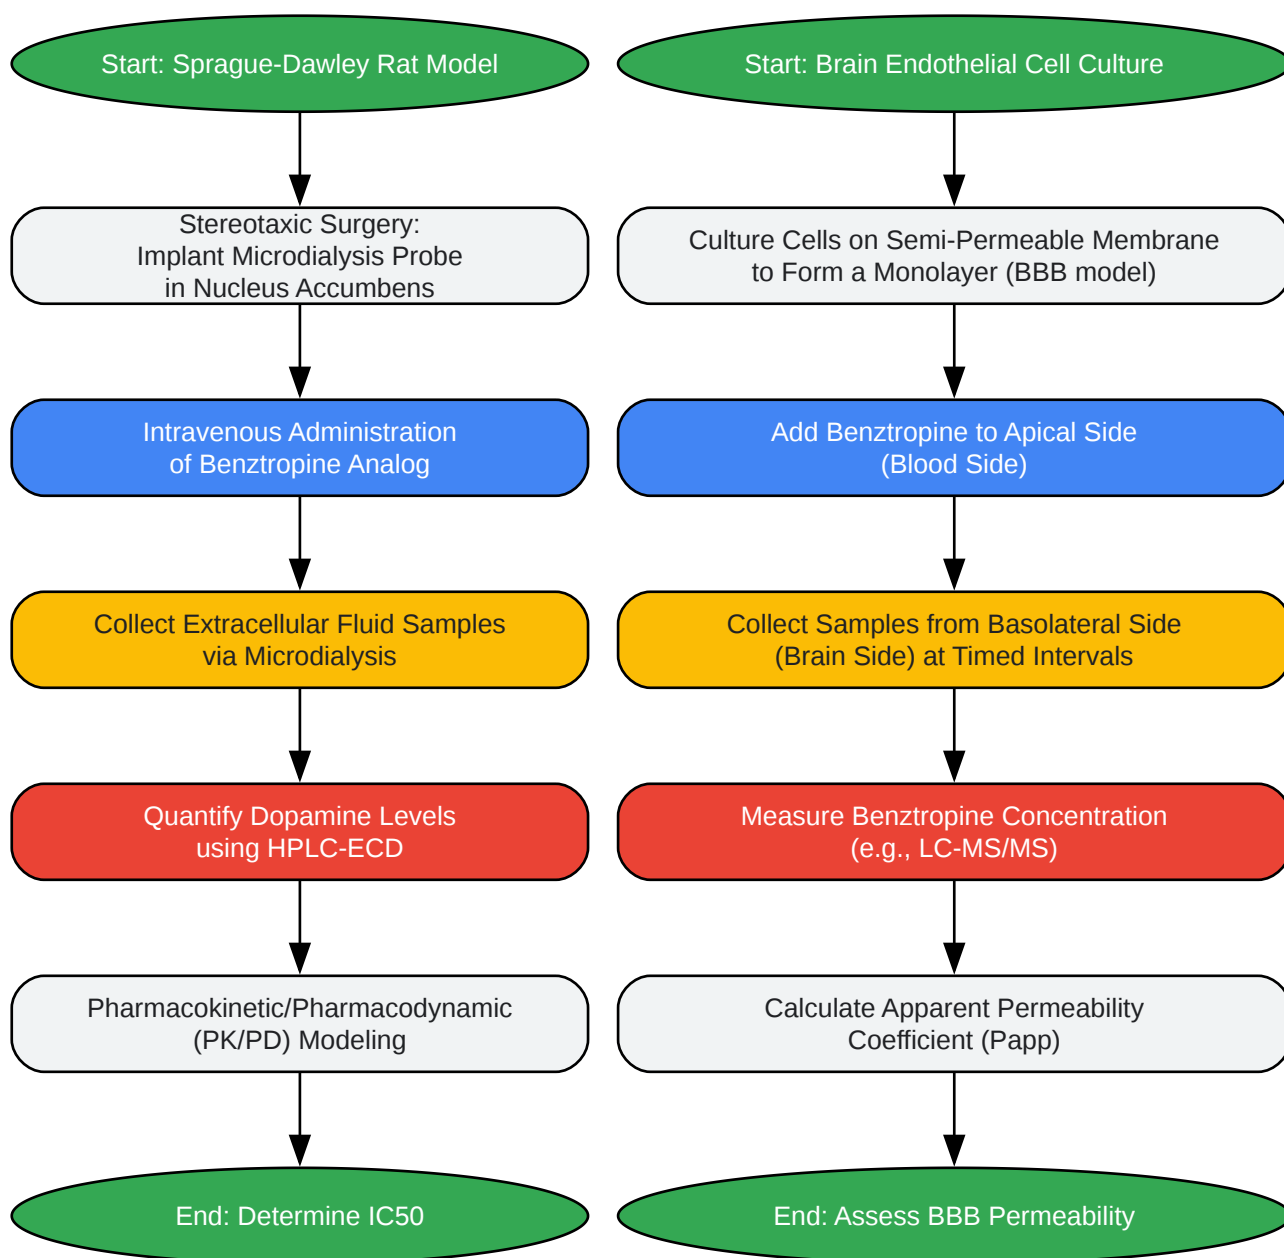 Start: Sprague-Dawley Rat Model
Stereotaxic Surgery:
Implant Microdialysis Probe
in Nucleus Accumbens
Intravenous Administration
of Benztropine Analog
Collect Extracellular Fluid Samples
via Microdialysis
Quantify Dopamine Levels
using HPLC-ECD
Pharmacokinetic/Pharmacodynamic
(PK/PD) Modeling
End: Determine IC50
Start: Brain Endothelial Cell Culture
Culture Cells on Semi-Permeable Membrane
to Form a Monolayer (BBB model)
Add Benztropine to Apical Side
(Blood Side)
Collect Samples from Basolateral Side
(Brain Side) at Timed Intervals
Measure Benztropine Concentration
(e.g., LC-MS/MS)
Calculate Apparent Permeability
Coefficient (Papp)
End: Assess BBB Permeability